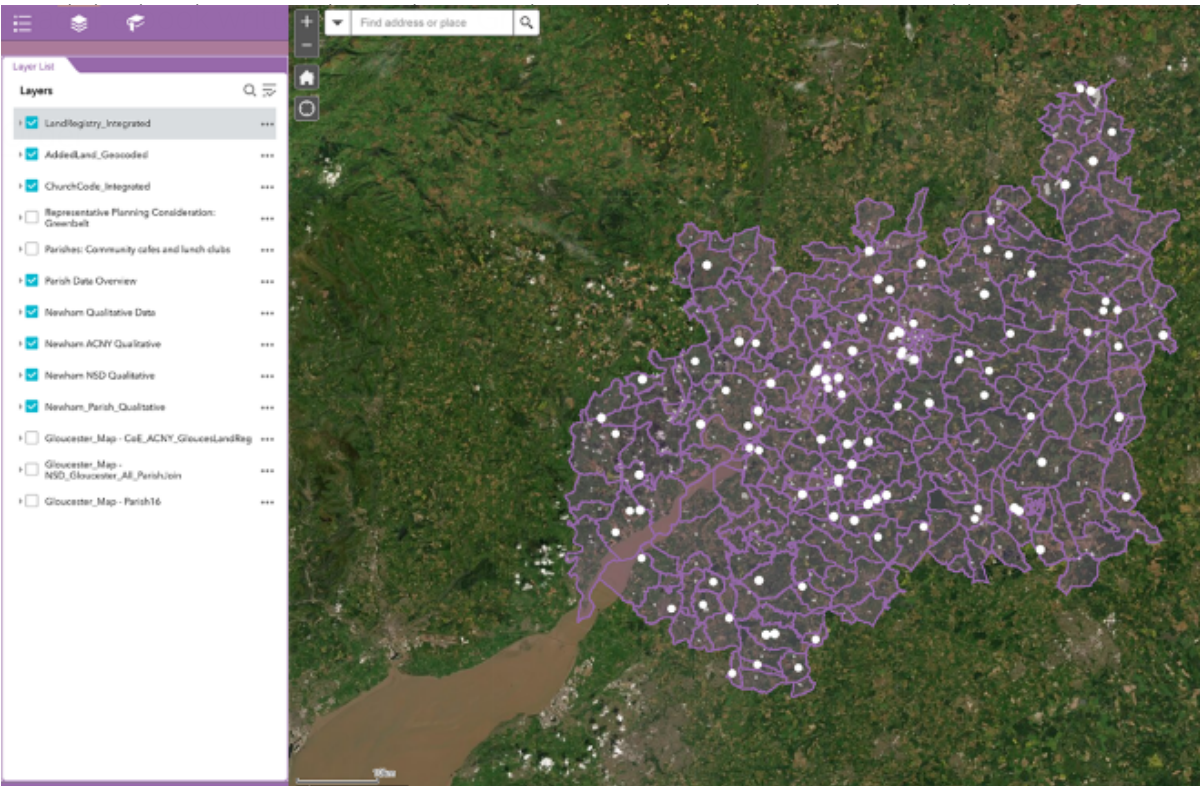 Find address or place
Layer List
Layers
LandRegistry_Integrated
AddedLand_Geocoded
ChurchCode_Integrated
Representative Planning Consideration:
Greenbelt
Parishes: Community cafes and lunch clubs
Parish Data Overview
Newham Qualitative Data
Newham ACNY Qualitative
Newham NSD Qualitative
Newham_Parish_Qualitative
Gloucester_Map - CoE_ACNY_GloucesLandReg
Gloucester_Map -
NSD_Gloucester_All_ParishJoin
Gloucester_Map - Parish16